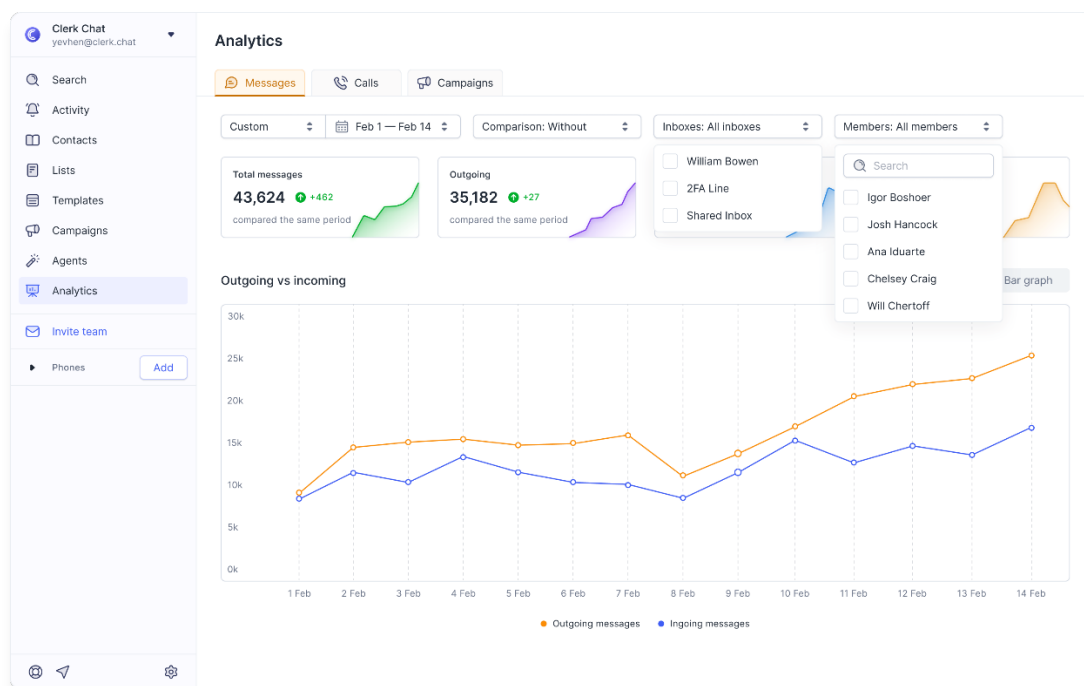 Clerk Chat
yevhen@clerk.chat
Search
Activity
Contacts
Lists
Templates
Campaigns
Agents
Analytics
Invite team
Phones
Add
Analytics
Messages
Calls
Campaigns
Custom
Feb 1 — Feb 14
Comparison: Without
Inboxes: All inboxes
Members: All members
Total messages
43,624 +462
compared the same period
Outgoing
35,182 +27
compared the same period
William Bowen
2FA Line
Shared Inbox
Search
Igor Boshoer
Josh Hancock
Ana Iduarte
Chelsey Craig
Will Chertoff
Outgoing vs incoming
Bar graph
30k
25k
20k
15k
10k
5k
0k
1 Feb 2 Feb 3 Feb 4 Feb 5 Feb 6 Feb 7 Feb 8 Feb 9 Feb 10 Feb 11 Feb 12 Feb 13 Feb 14 Feb
Outgoing messages Ingoing messages